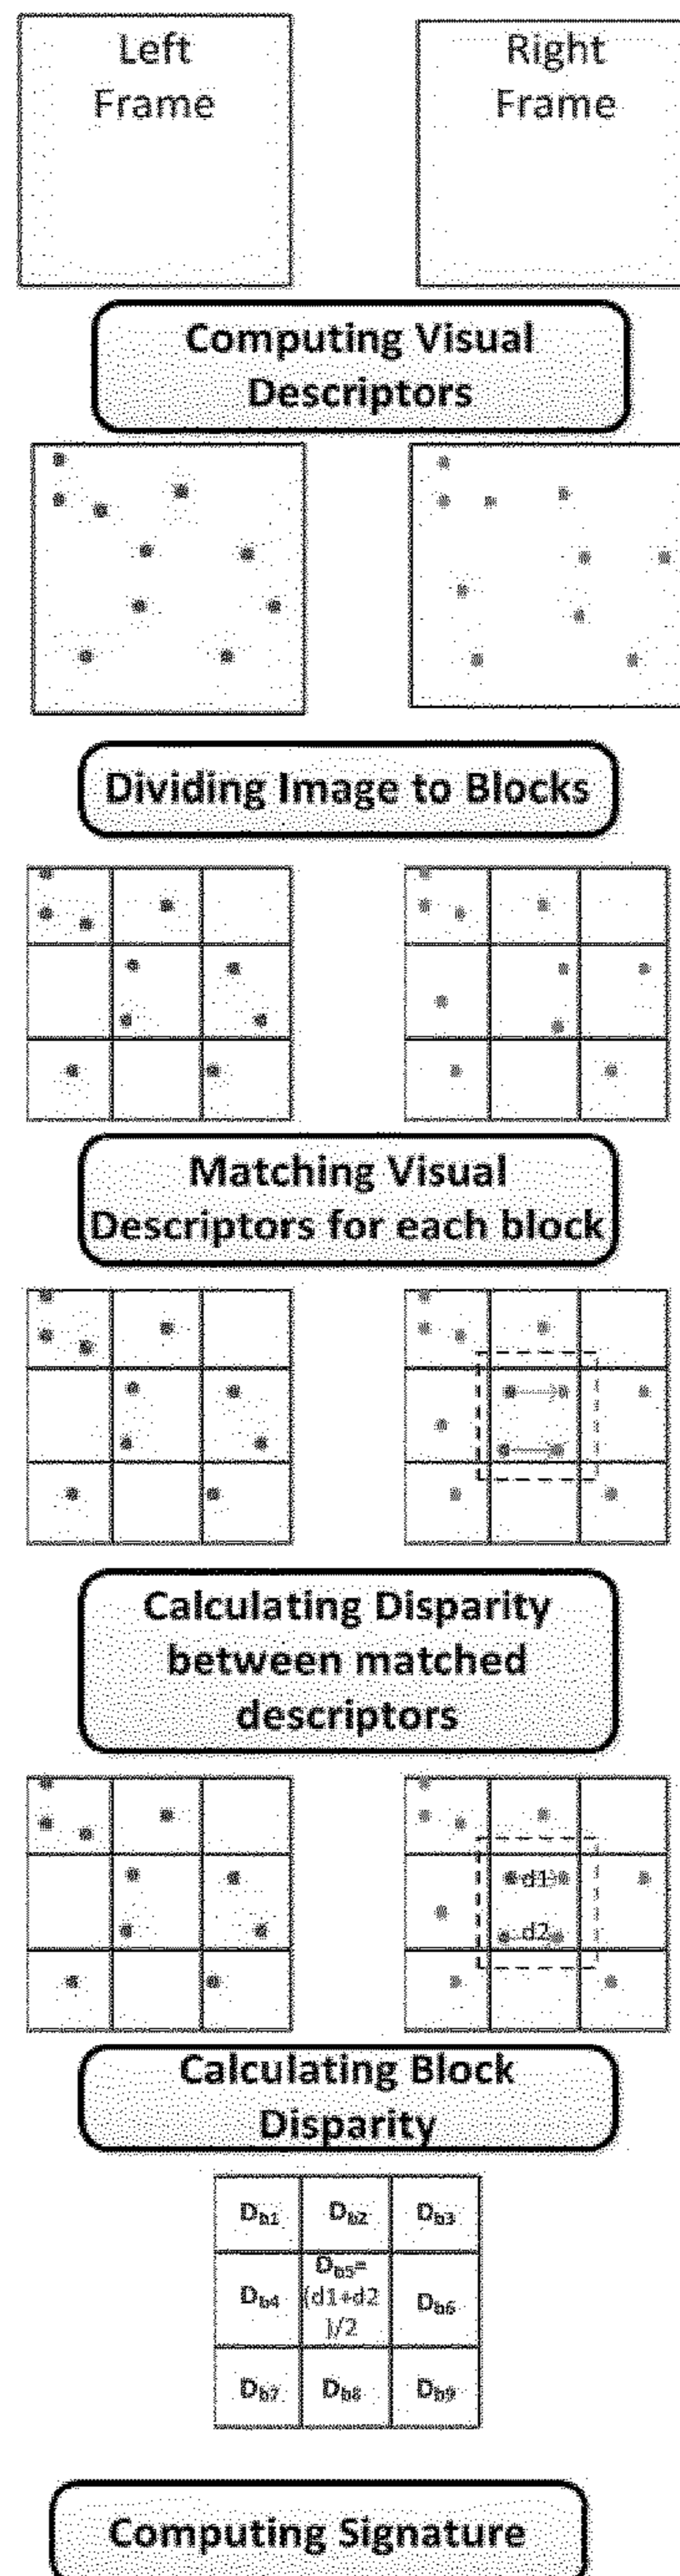 Left
Frame
Right
Frame
Computing Visual
Descriptors
Dividing Image to Blocks
Matching Visual
Descriptors for each block
Calculating Disparity
between matched
descriptors
d1
d2
Calculating Block
Disparity
Db1 Db2 Db3
Db4 Db5=
(d1+d2
)/2
Db6
Db7 Db8 Db9
Computing Signature